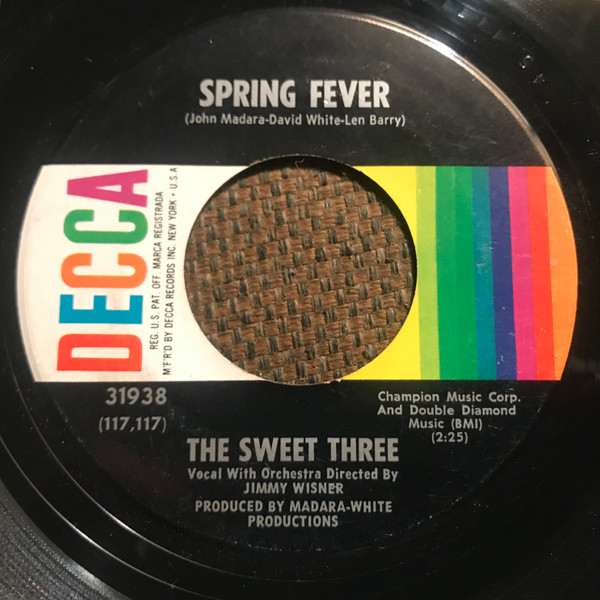 SPRING FEVER
(John Madara-David White-Len Barry)
DECCA
REG. U.S. PAT. OFF. MARCA REGISTRADA
M'F'R'D BY DECCA RECORDS INC. NEW YORK • U.S.A
31938
(117,117)
Champion Music Corp.
And Double Diamond
Music (BMI)
(2:25)
THE SWEET THREE
Vocal With Orchestra Directed By
JIMMY WISNER
PRODUCED BY MADARA-WHITE
PRODUCTIONS